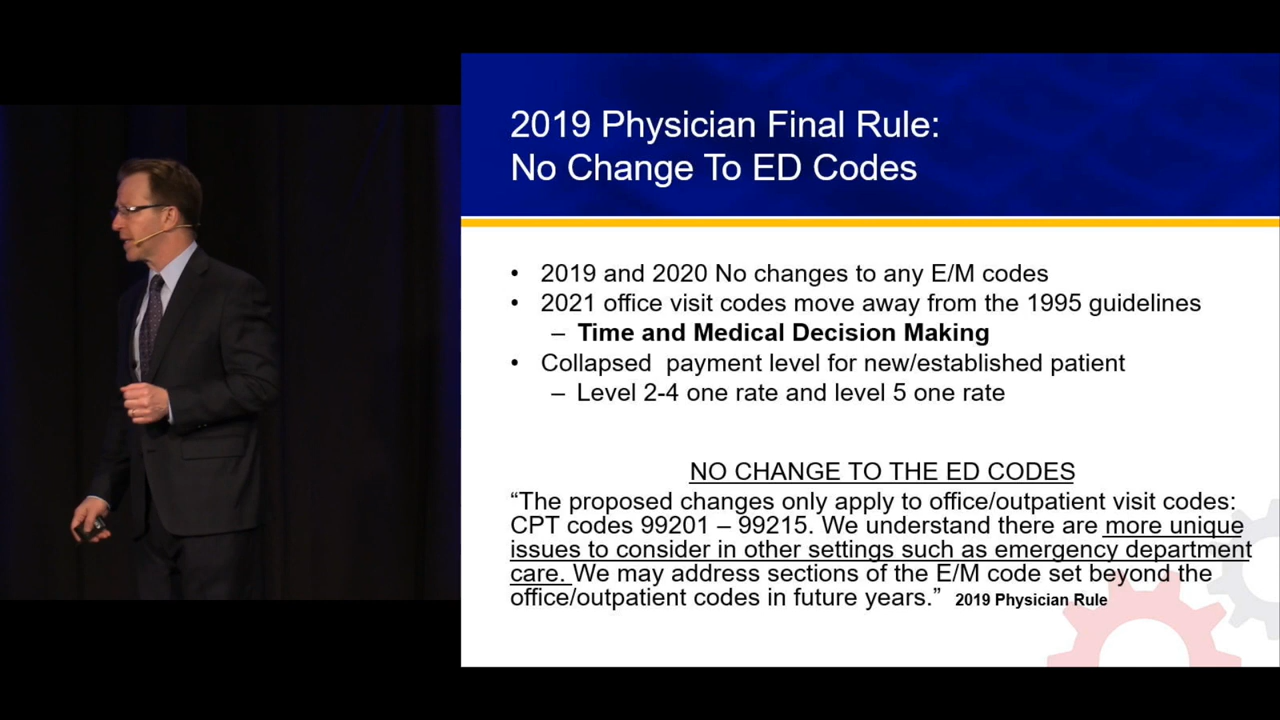 2019 Physician Final Rule:
No Change To ED Codes
• 2019 and 2020 No changes to any E/M codes
• 2021 office visit codes move away from the 1995 guidelines
– Time and Medical Decision Making
• Collapsed payment level for new/established patient
– Level 2-4 one rate and level 5 one rate
NO CHANGE TO THE ED CODES
“The proposed changes only apply to office/outpatient visit codes:
CPT codes 99201 – 99215. We understand there are more unique
issues to consider in other settings such as emergency department
care. We may address sections of the E/M code set beyond the
office/outpatient codes in future years.” 2019 Physician Rule